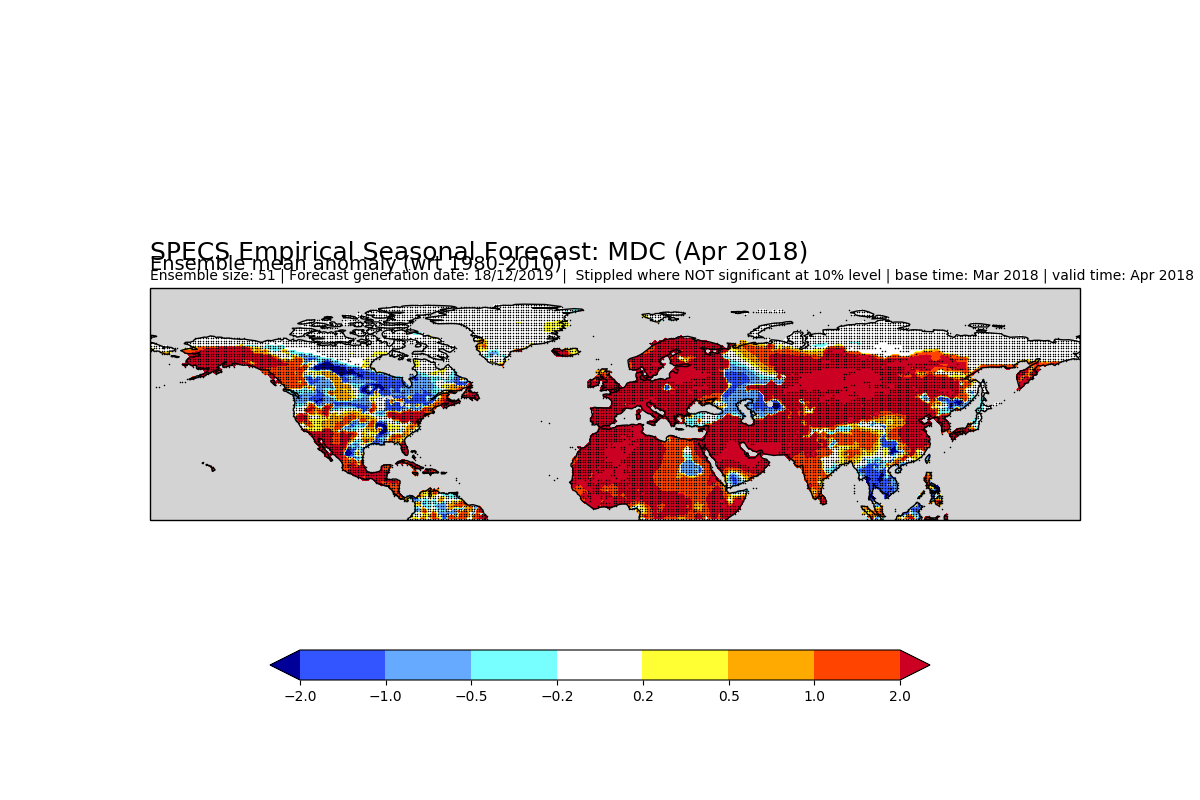 SPECS Empirical Seasonal Forecast: MDC (Apr 2018)
Ensemble mean anomaly (wrt 1980-2010)
Ensemble size: 51 | Forecast generation date: 18/12/2019 | Stippled where NOT significant at 10% level | base time: Mar 2018 | valid time: Apr 2018
−2.0 −1.0 −0.5 −0.2 0.2 0.5 1.0 2.0